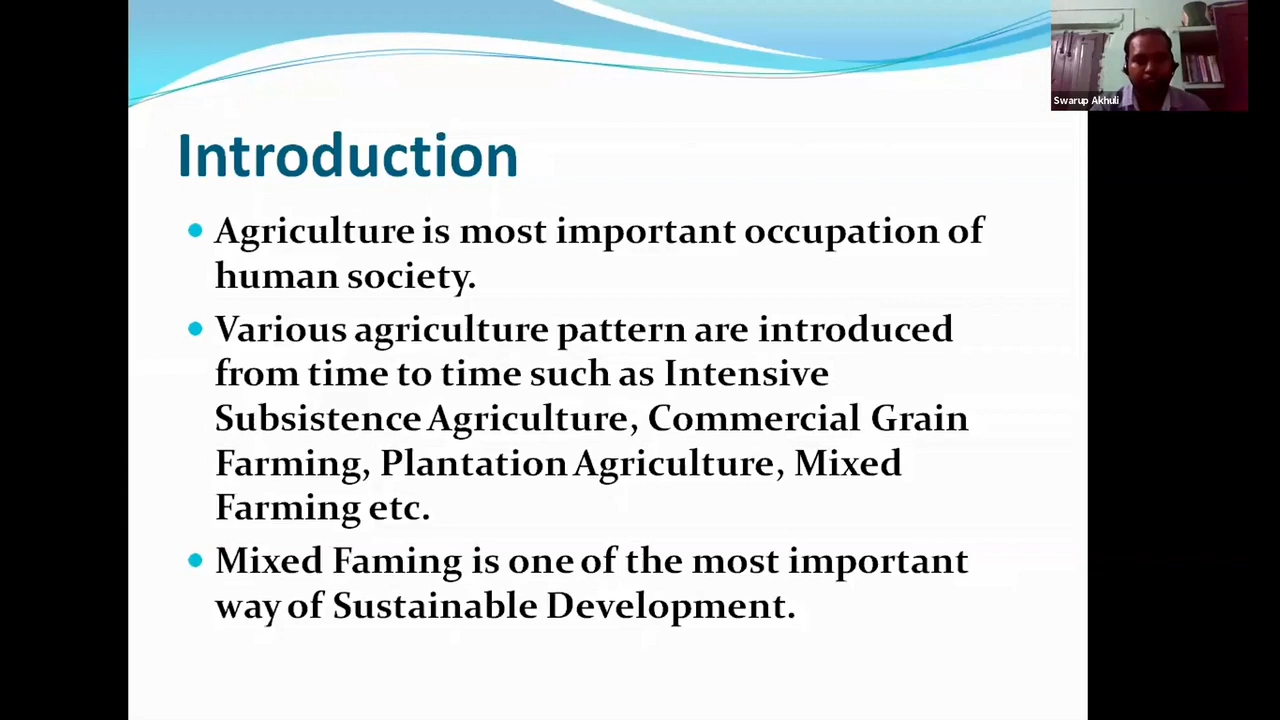 Swarup Akhuli
Introduction
Agriculture is most important occupation of
human society.
Various agriculture pattern are introduced
from time to time such as Intensive
Subsistence Agriculture, Commercial Grain
Farming, Plantation Agriculture, Mixed
Farming etc.
Mixed Faming is one of the most important
way of Sustainable Development.